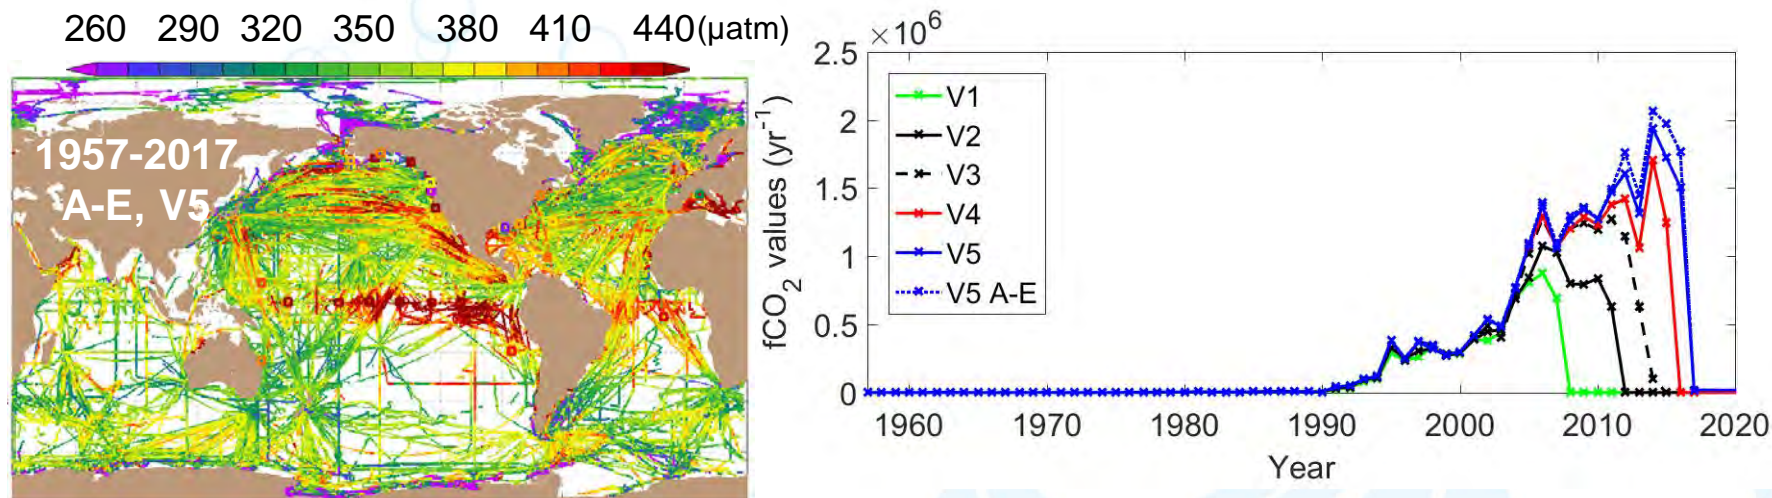 260 290 320 350 380 410 440(µatm)
1957-2017
A-E, V5
×10⁶
fCO₂ values (yr⁻¹)
2.5
2
1.5
1
0.5
0
V1
V2
V3
V4
V5
V5 A-E
1960 1970 1980 1990 2000 2010 2020
Year